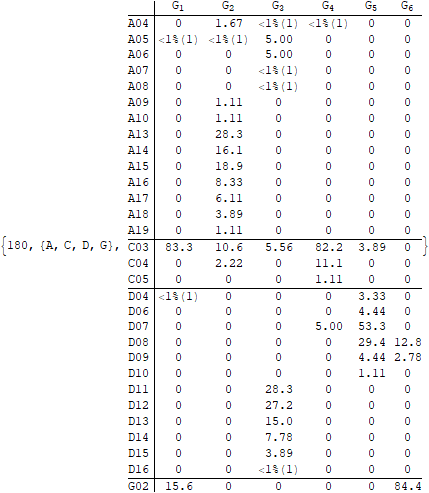 G1 G2 G3 G4 G5 G6
A04 0 1.67 <1%(1) <1%(1) 0 0
A05 <1%(1) <1%(1) 5.00 0 0 0
A06 0 0 5.00 0 0 0
A07 0 0 <1%(1) 0 0 0
A08 0 0 <1%(1) 0 0 0
A09 0 1.11 0 0 0 0
A10 0 1.11 0 0 0 0
A13 0 28.3 0 0 0 0
A14 0 16.1 0 0 0 0
A15 0 18.9 0 0 0 0
A16 0 8.33 0 0 0 0
A17 0 6.11 0 0 0 0
A18 0 3.89 0 0 0 0
A19 0 1.11 0 0 0 0
{180, {A, C, D, G}, C03 83.3 10.6 5.56 82.2 3.89 0 }
C04 0 2.22 0 11.1 0 0
C05 0 0 0 1.11 0 0
D04 <1%(1) 0 0 0 3.33 0
D06 0 0 0 0 4.44 0
D07 0 0 0 5.00 53.3 0
D08 0 0 0 0 29.4 12.8
D09 0 0 0 0 4.44 2.78
D10 0 0 0 0 1.11 0
D11 0 0 28.3 0 0 0
D12 0 0 27.2 0 0 0
D13 0 0 15.0 0 0 0
D14 0 0 7.78 0 0 0
D15 0 0 3.89 0 0 0
D16 0 0 <1%(1) 0 0 0
G02 15.6 0 0 0 0 84.4